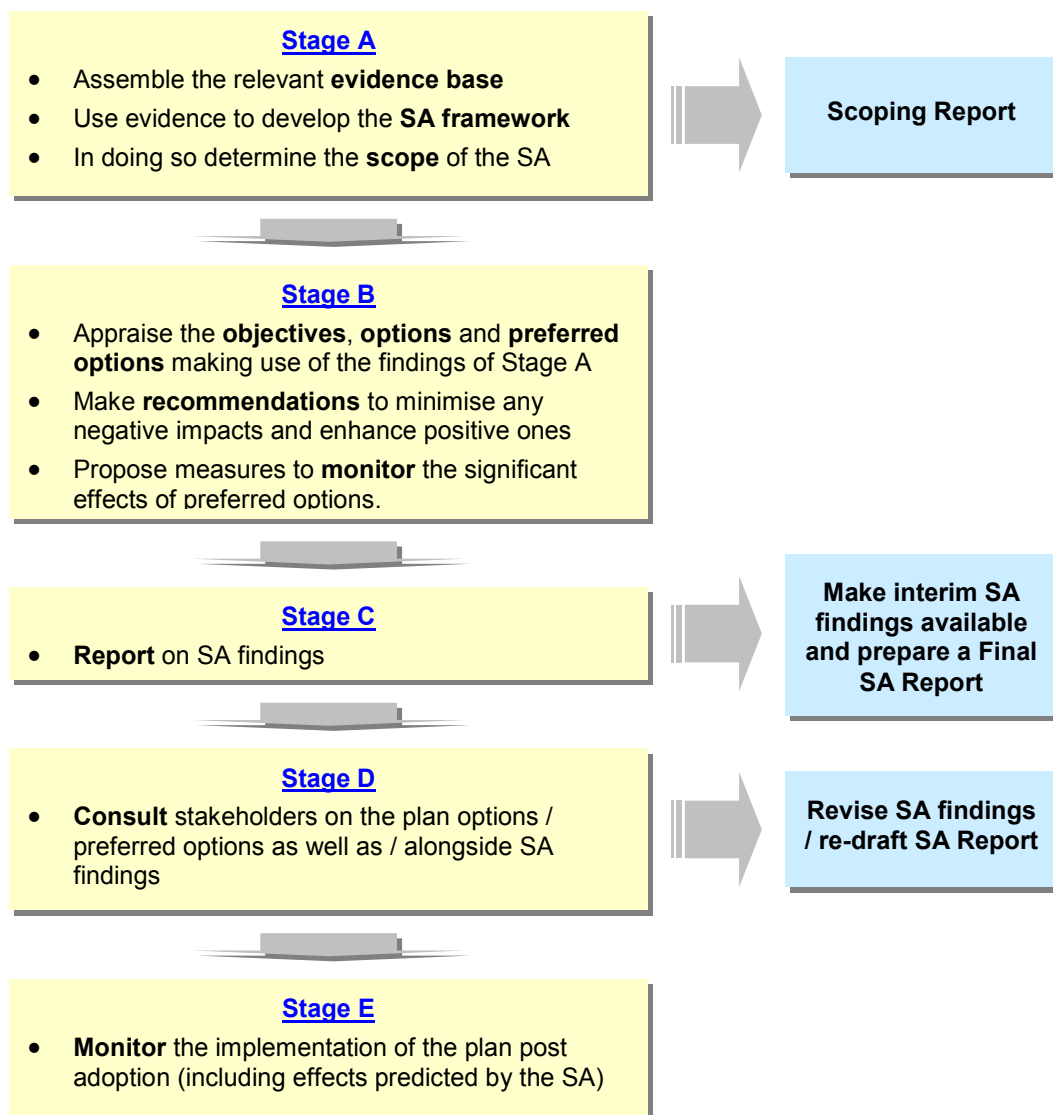 Stage A
• Assemble the relevant evidence base
• Use evidence to develop the SA framework
• In doing so determine the scope of the SA
Scoping Report
Stage B
• Appraise the objectives, options and preferred
options making use of the findings of Stage A
• Make recommendations to minimise any
negative impacts and enhance positive ones
• Propose measures to monitor the significant
effects of preferred options.
Stage C
• Report on SA findings
Make interim SA
findings available
and prepare a Final
SA Report
Stage D
• Consult stakeholders on the plan options /
preferred options as well as / alongside SA
findings
Revise SA findings
/ re-draft SA Report
Stage E
• Monitor the implementation of the plan post
adoption (including effects predicted by the SA)